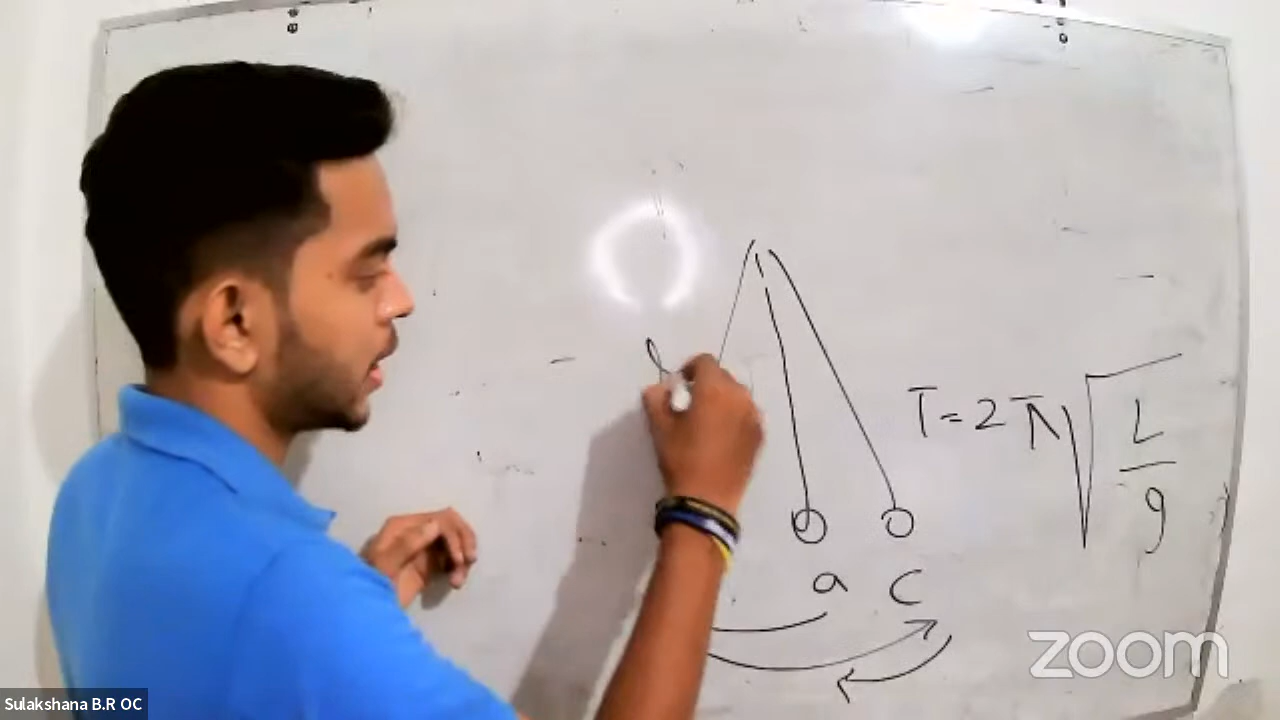 l
T = 2π√L/g
a c
zoom
Sulakshana B.R OC